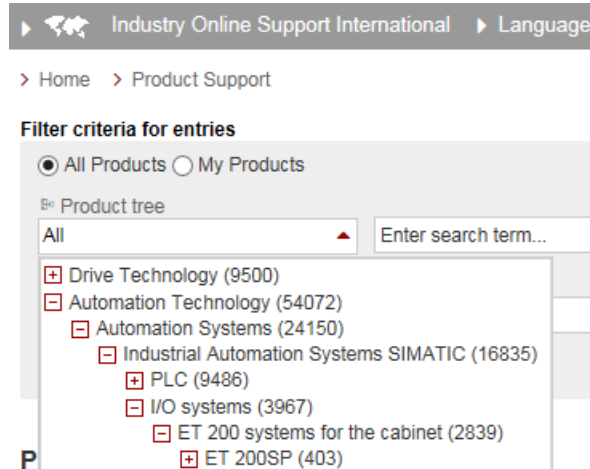 Industry Online Support International Language
Home Product Support
Filter criteria for entries
All Products My Products
Product tree
All Enter search term...
Drive Technology (9500)
Automation Technology (54072)
Automation Systems (24150)
Industrial Automation Systems SIMATIC (16835)
PLC (9486)
I/O systems (3967)
ET 200 systems for the cabinet (2839)
P ET 200SP (403)